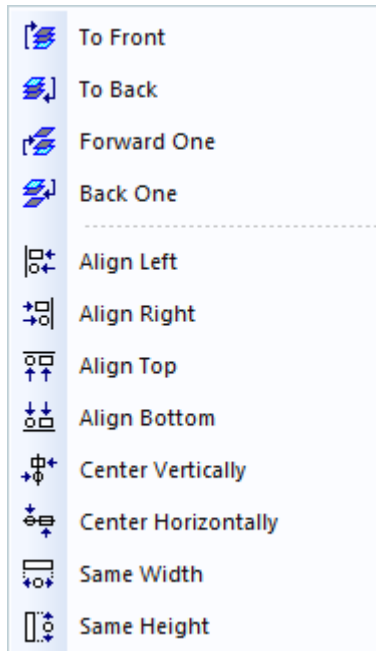 To Front
To Back
Forward One
Back One
Align Left
Align Right
Align Top
Align Bottom
Center Vertically
Center Horizontally
Same Width
Same Height